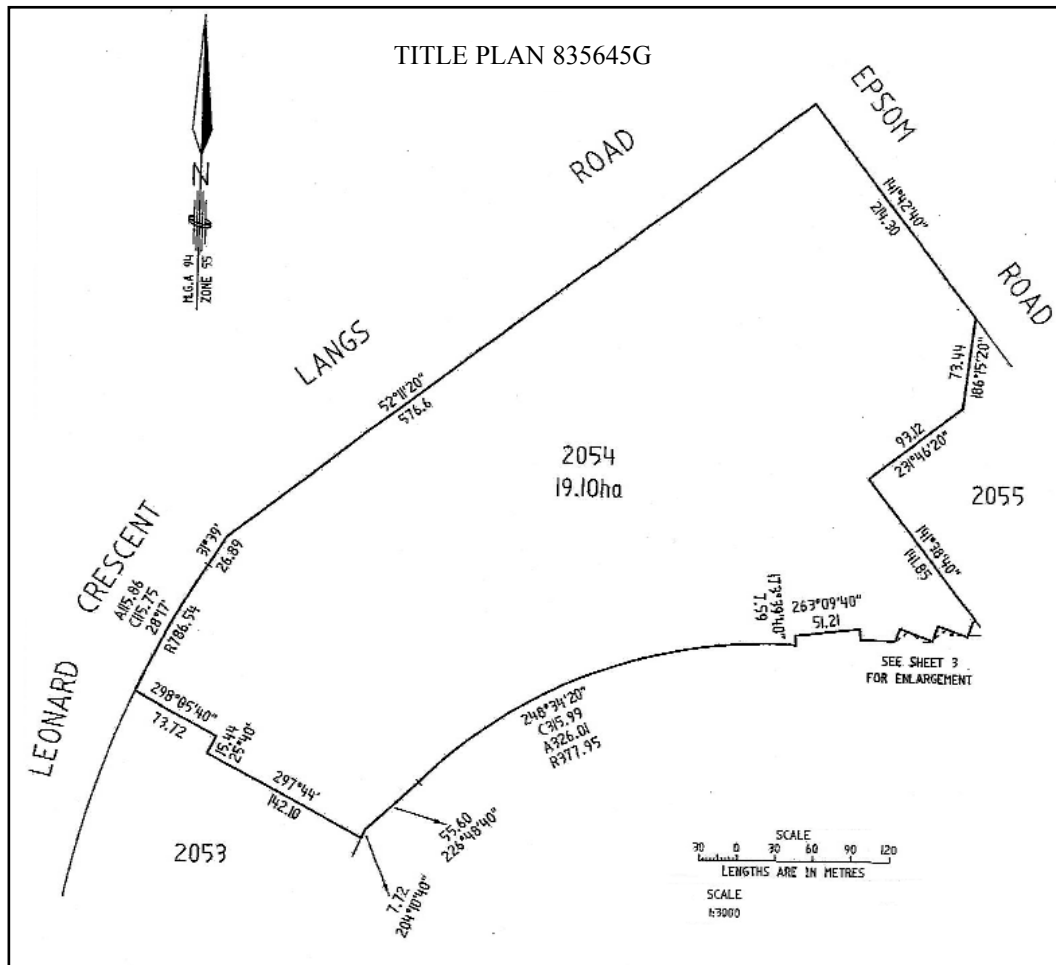 TITLE PLAN 835645G
EPSOM
ROAD
ROAD
141°42'40"
214.30
N
M.G.A 94
ZONE 55
LANGS
73.44
186°15'20"
52°11'20"
576.6
93.12
231°46'20"
2054
19.10ha
2055
141°38'40"
141.85
31°39'
26.89
CRESCENT
A115.86
C115.75
28°17'
R786.54
173°39'40"
7.59
263°09'40"
51.21
SEE SHEET 3
FOR ENLARGEMENT
LEONARD
298°05'40"
73.72
15.44
25°40'
248°34'20"
C315.99
A326.01
R377.95
297°44'
142.10
55.60
226°48'40"
2053
7.72
204°10'40"
SCALE
30 0 30 60 90 120
LENGTHS ARE IN METRES
SCALE
1:3000